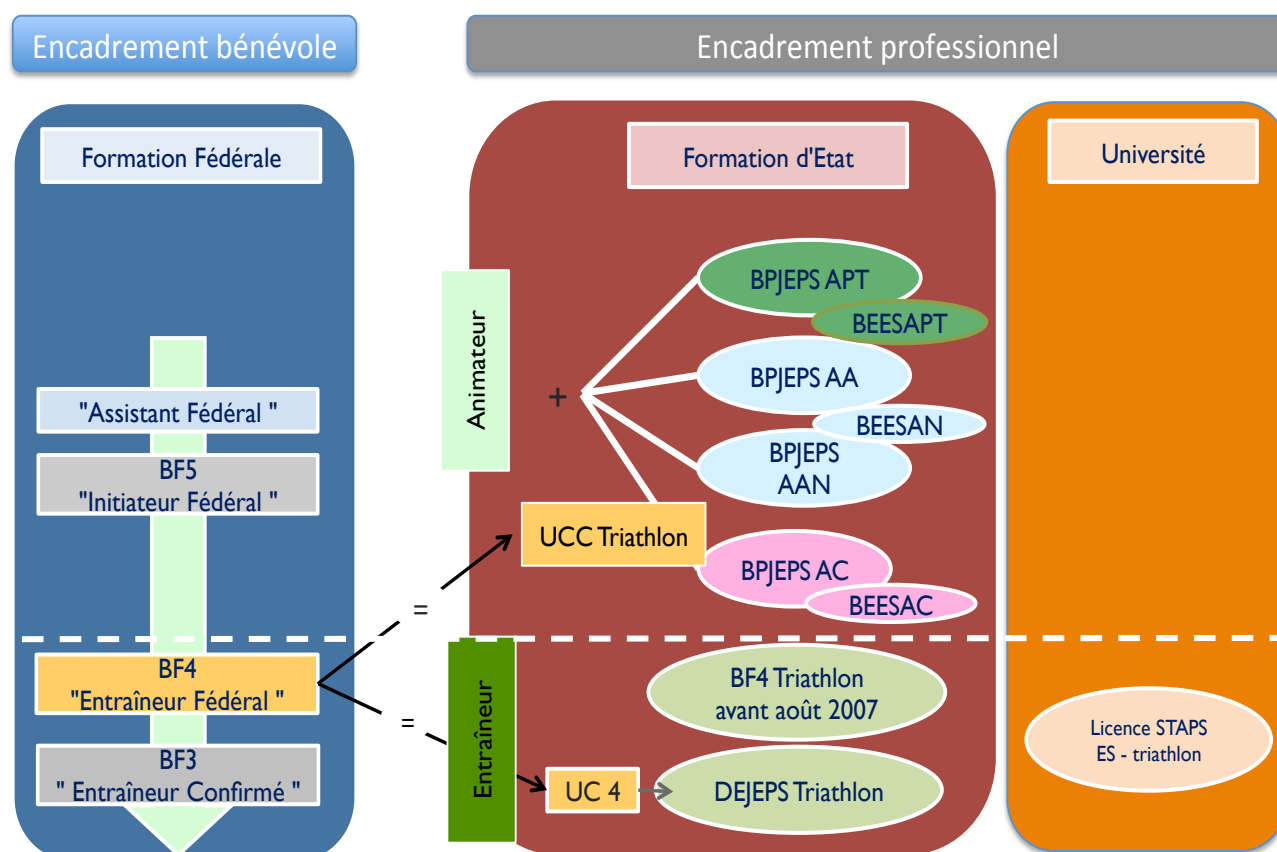 Encadrement bénévole
Encadrement professionnel
Formation Fédérale
Formation d'Etat
Université
"Assistant Fédéral "
BF5
"Initiateur Fédéral "
BF4
"Entraîneur Fédéral "
BF3
" Entraîneur Confirmé "
=
=
Animateur
+
BPJEPS APT
BEESAPT
BPJEPS AA
BEESAN
BPJEPS
AAN
UCC Triathlon
BPJEPS AC
BEESAC
Entraîneur
BF4 Triathlon
avant août 2007
UC 4
DEJEPS Triathlon
Licence STAPS
ES - triathlon